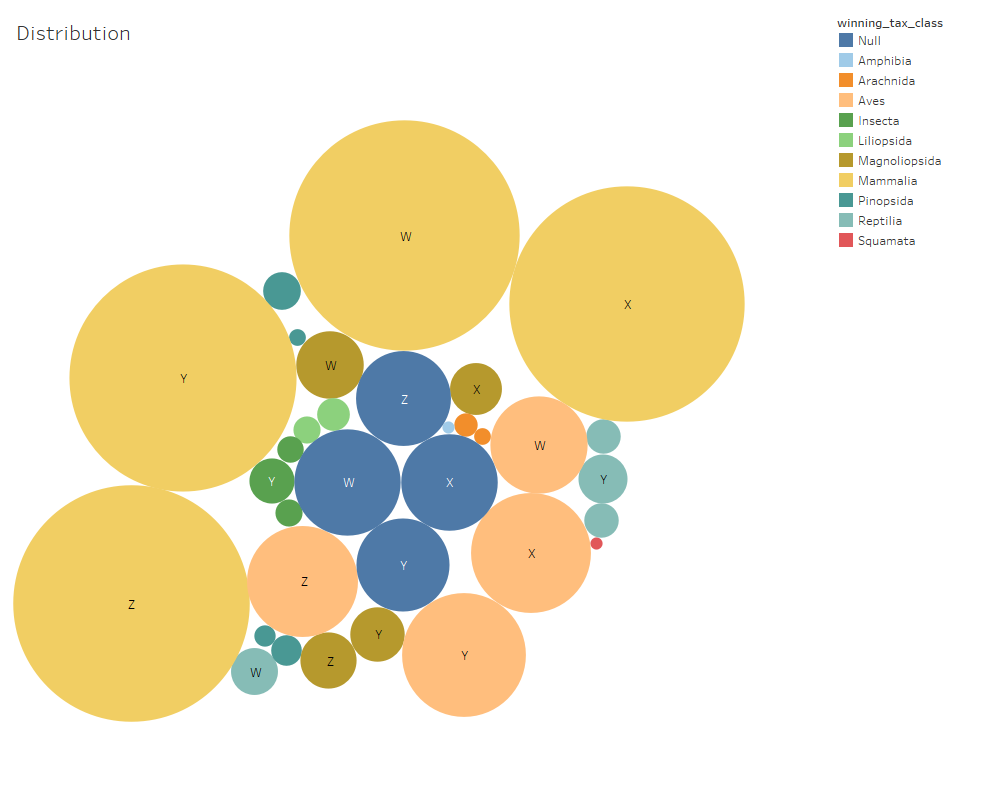 Distribution
winning_tax_class
Null
Amphibia
Arachnida
Aves
Insecta
Liliopsida
Magnoliopsida
Mammalia
Pinopsida
Reptilia
Squamata
W
X
Y
W
Z
X
W
Y
W
X
Y
X
Z
Y
Z
Y
Z
Y
W